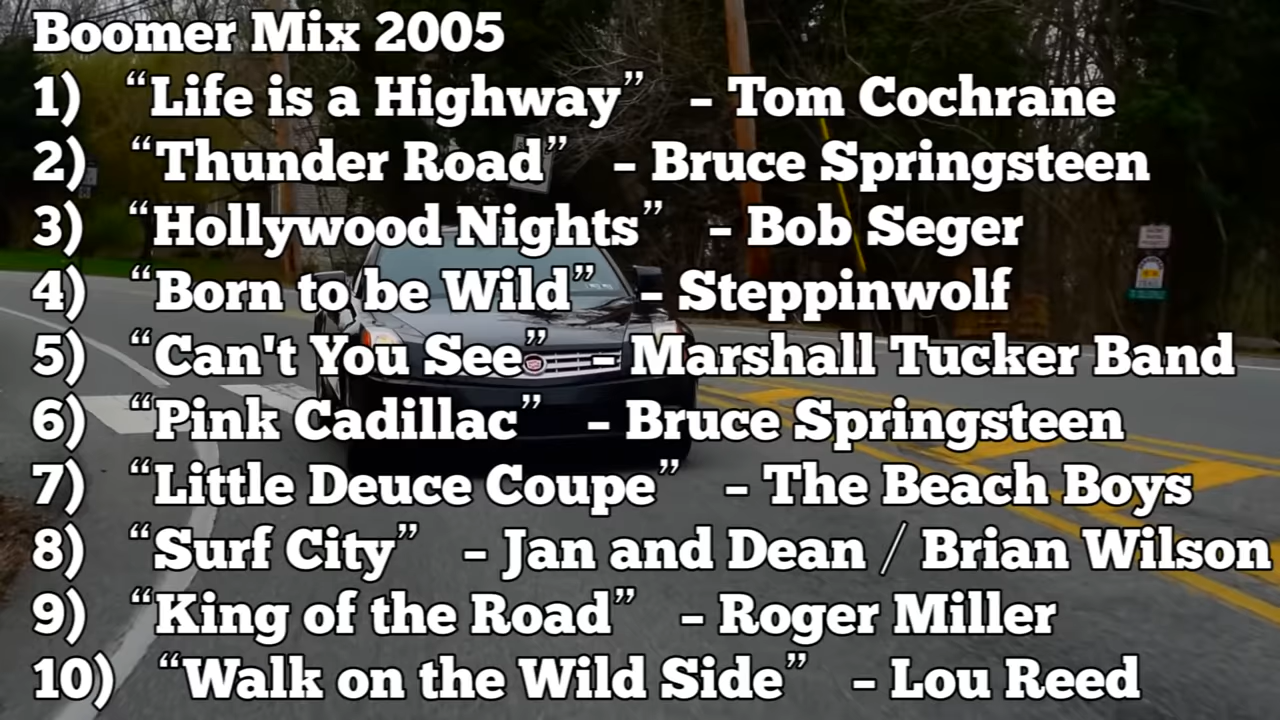 Boomer Mix 2005
1) “Life is a Highway” – Tom Cochrane
2) “Thunder Road” – Bruce Springsteen
3) “Hollywood Nights” – Bob Seger
4) “Born to be Wild” – Steppinwolf
5) “Can't You See” – Marshall Tucker Band
6) “Pink Cadillac” – Bruce Springsteen
7) “Little Deuce Coupe” – The Beach Boys
8) “Surf City” – Jan and Dean / Brian Wilson
9) “King of the Road” – Roger Miller
10) “Walk on the Wild Side” – Lou Reed